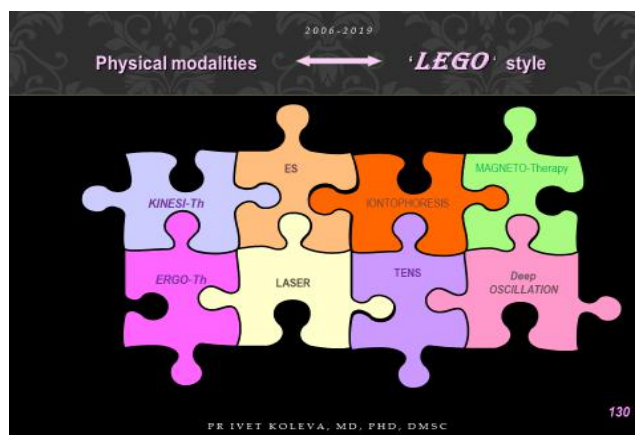 2006-2019
Physical modalities ‘LEGO‘ style
ES
MAGNETO-Therapy
KINESI-Th
IONTOPHORESIS
ERGO-Th
LASER
TENS
Deep
OSCILLATION
130
PR IVET KOLEVA, MD, PHD, DMSC